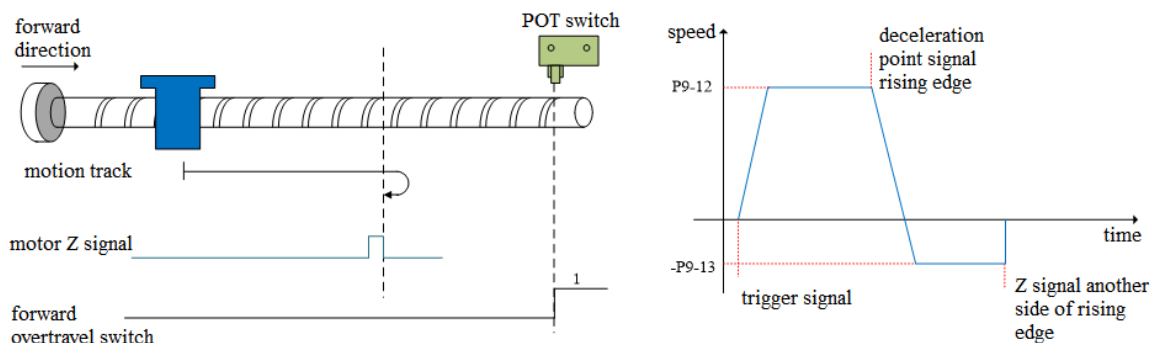 forward
direction
POT switch
motion track
motor Z signal
1
forward
overtravel switch
speed
deceleration
point signal
rising edge
P9-12
time
-P9-13
trigger signal
Z signal another
side of rising
edge